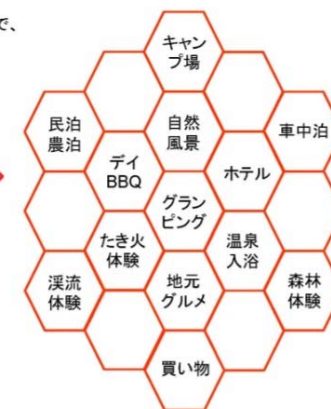 で、
キャン
プ場
民泊
農泊
自然
風景
車中泊
デイ
BBQ
ホテル
グラン
ピング
たき火
体験
温泉
入浴
渓流
体験
地元
グルメ
森林
体験
買い物